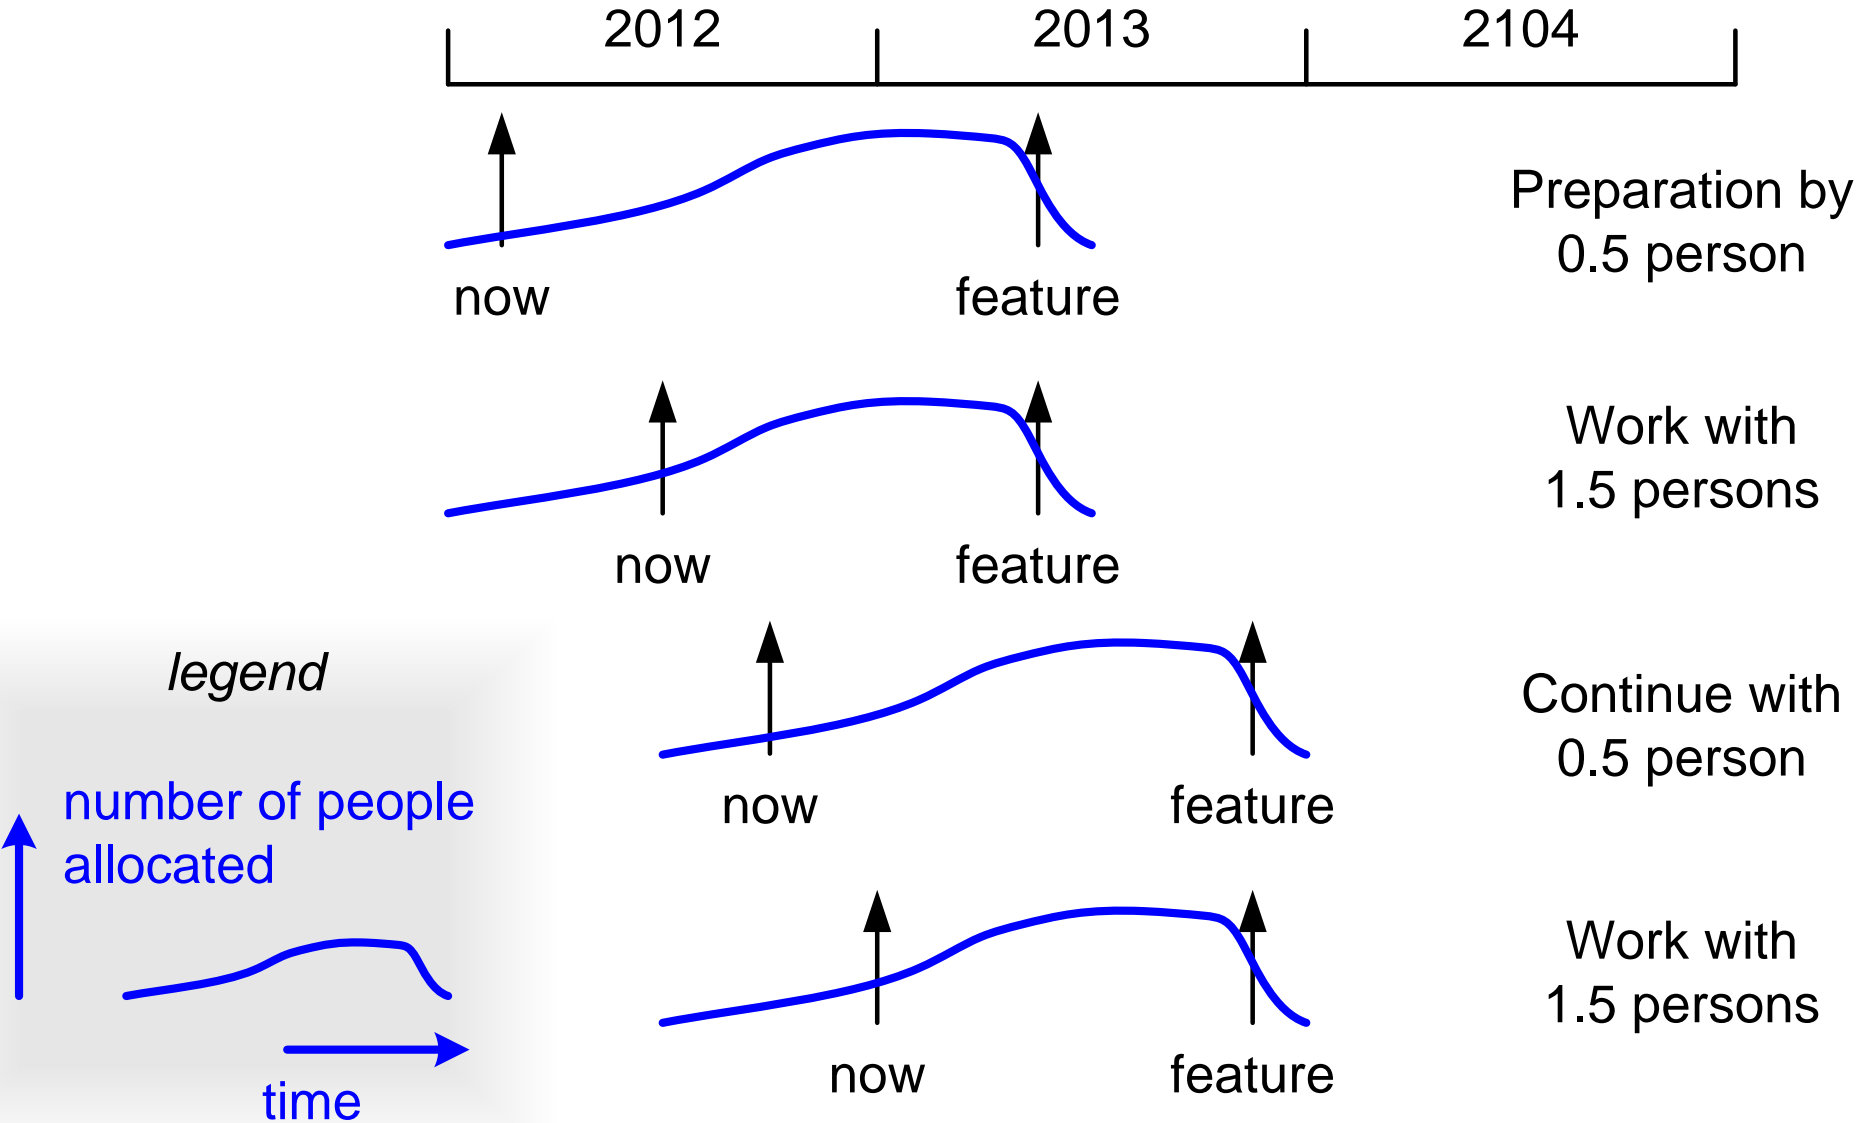 2012 2013 2104
Preparation by
0.5 person
now feature
Work with
1.5 persons
now feature
Continue with
0.5 person
now feature
Work with
1.5 persons
now feature
legend
number of people
allocated
time